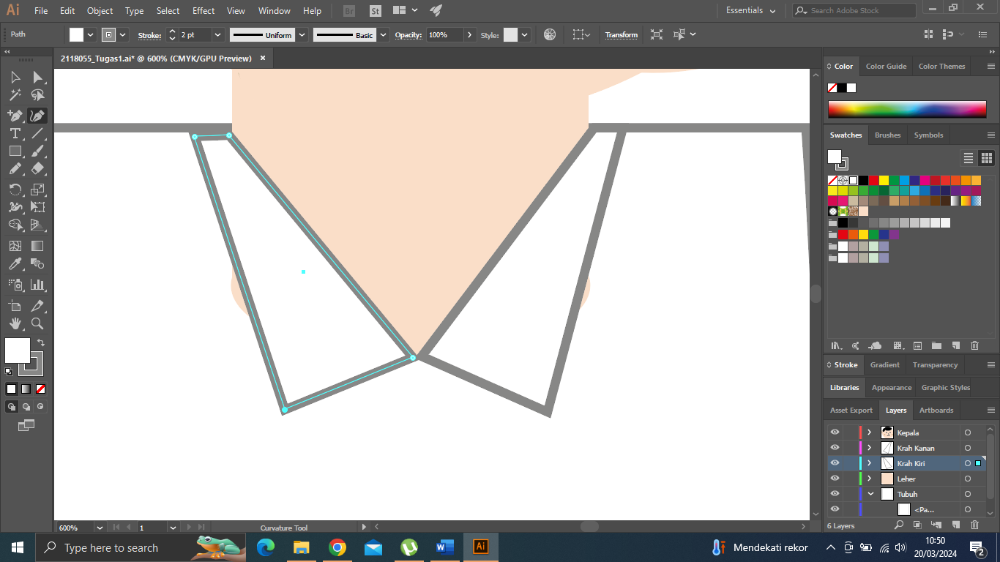 Ai File Edit Object Type Select Effect View Window Help Br St Essentials Search Adobe Stock
Path Stroke: 2 pt Uniform Basic Opacity: 100% Style: Transform
2118055_Tugas1.ai* @ 600% (CMYK/GPU Preview)
Color Color Guide Color Themes
Swatches Brushes Symbols
Stroke Gradient Transparency
Libraries Appearance Graphic Styles
Asset Export Layers Artboards
Kepala
Krah Kanan
Krah Kiri
Leher
Tubuh
<Pa...
6 Layers
600% 1 Curvature Tool
Type here to search Mendekati rekor 10:50
20/03/2024 2